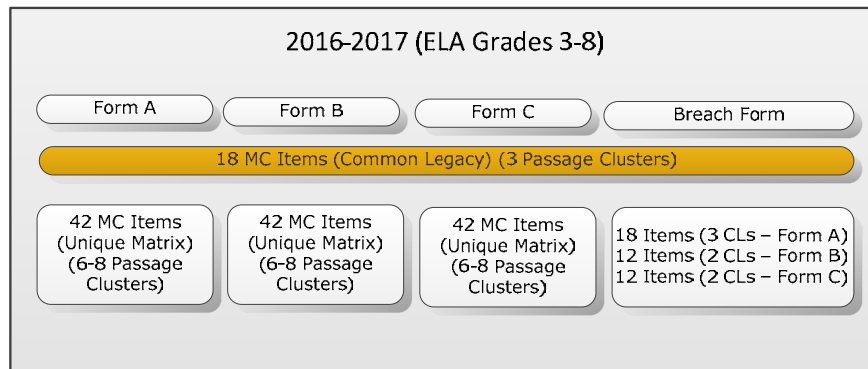 2016-2017 (ELA Grades 3-8)
Form A
Form B
Form C
Breach Form
18 MC Items (Common Legacy) (3 Passage Clusters)
42 MC Items
(Unique Matrix)
(6-8 Passage
Clusters)
42 MC Items
(Unique Matrix)
(6-8 Passage
Clusters)
42 MC Items
(Unique Matrix)
(6-8 Passage
Clusters)
18 Items (3 CLs – Form A)
12 Items (2 CLs – Form B)
12 Items (2 CLs – Form C)